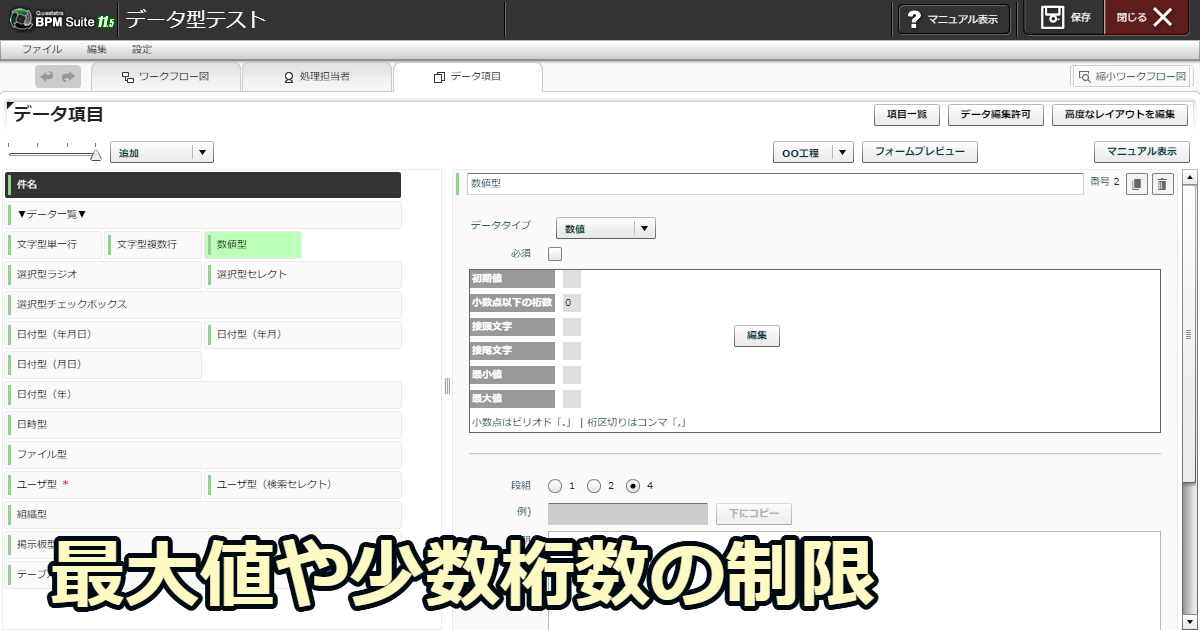 Questetra
BPM Suite 11.5 データ型テスト ? マニュアル表示 保存 閉じる
ファイル 編集 設定
ワークフロー図 処理担当者 データ項目 縮小ワークフロー図
データ項目 項目一覧 データ編集許可 高度なレイアウトを編集
追加 OO工程 フォームプレビュー マニュアル表示
件名
▼データ一覧▼
文字型単一行 文字型複数行 数値型
選択型ラジオ 選択型セレクト
選択型チェックボックス
日付型（年月日） 日付型（年月）
日付型（月日）
日付型（年）
日時型
ファイル型
ユーザ型 * ユーザ型（検索セレクト）
組織型
掲示板型
数値型 番号 2
データタイプ 数値
必須
初期値
小数点以下の桁数 0
接頭文字
接尾文字
最小値
最大値
編集
小数点はピリオド「.」 | 桁区切りはコンマ「,」
段組 1 2 4
例) 下にコピー
最大値や少数桁数の制限